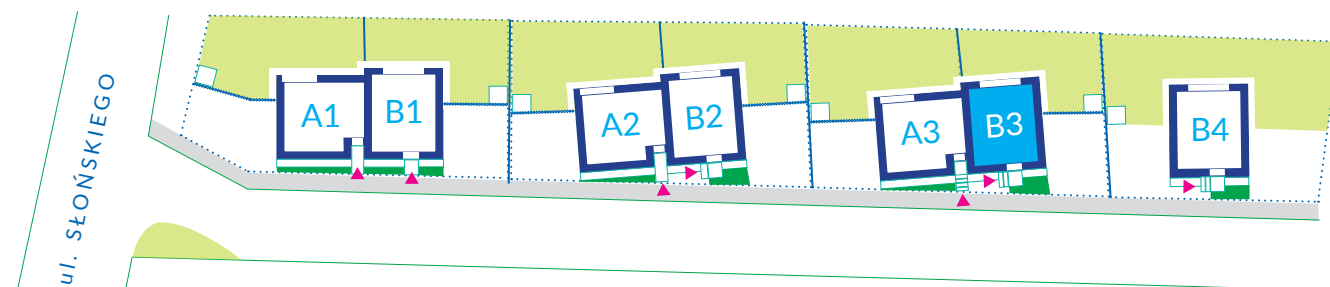 ul. SŁOŃSKIEGO
A1
B1
A2
B2
A3
B3
B4